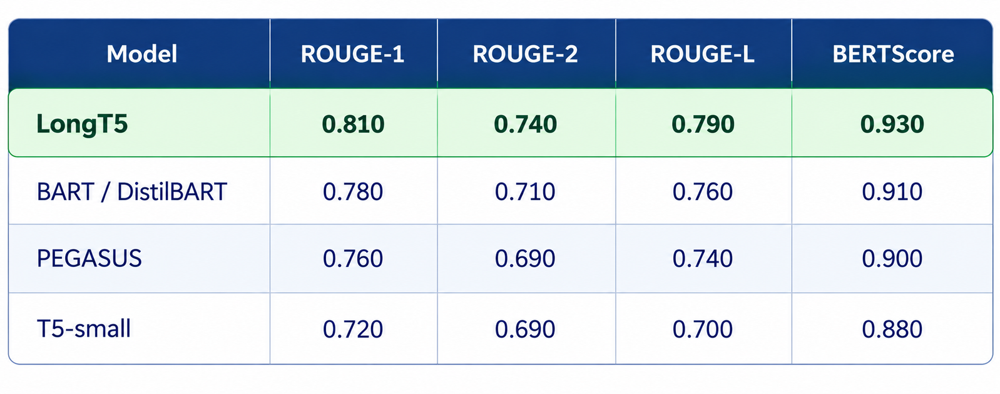 Model ROUGE-1 ROUGE-2 ROUGE-L BERTScore
LongT5 0.810 0.740 0.790 0.930
BART / DistilBART 0.780 0.710 0.760 0.910
PEGASUS 0.760 0.690 0.740 0.900
T5-small 0.720 0.690 0.700 0.880